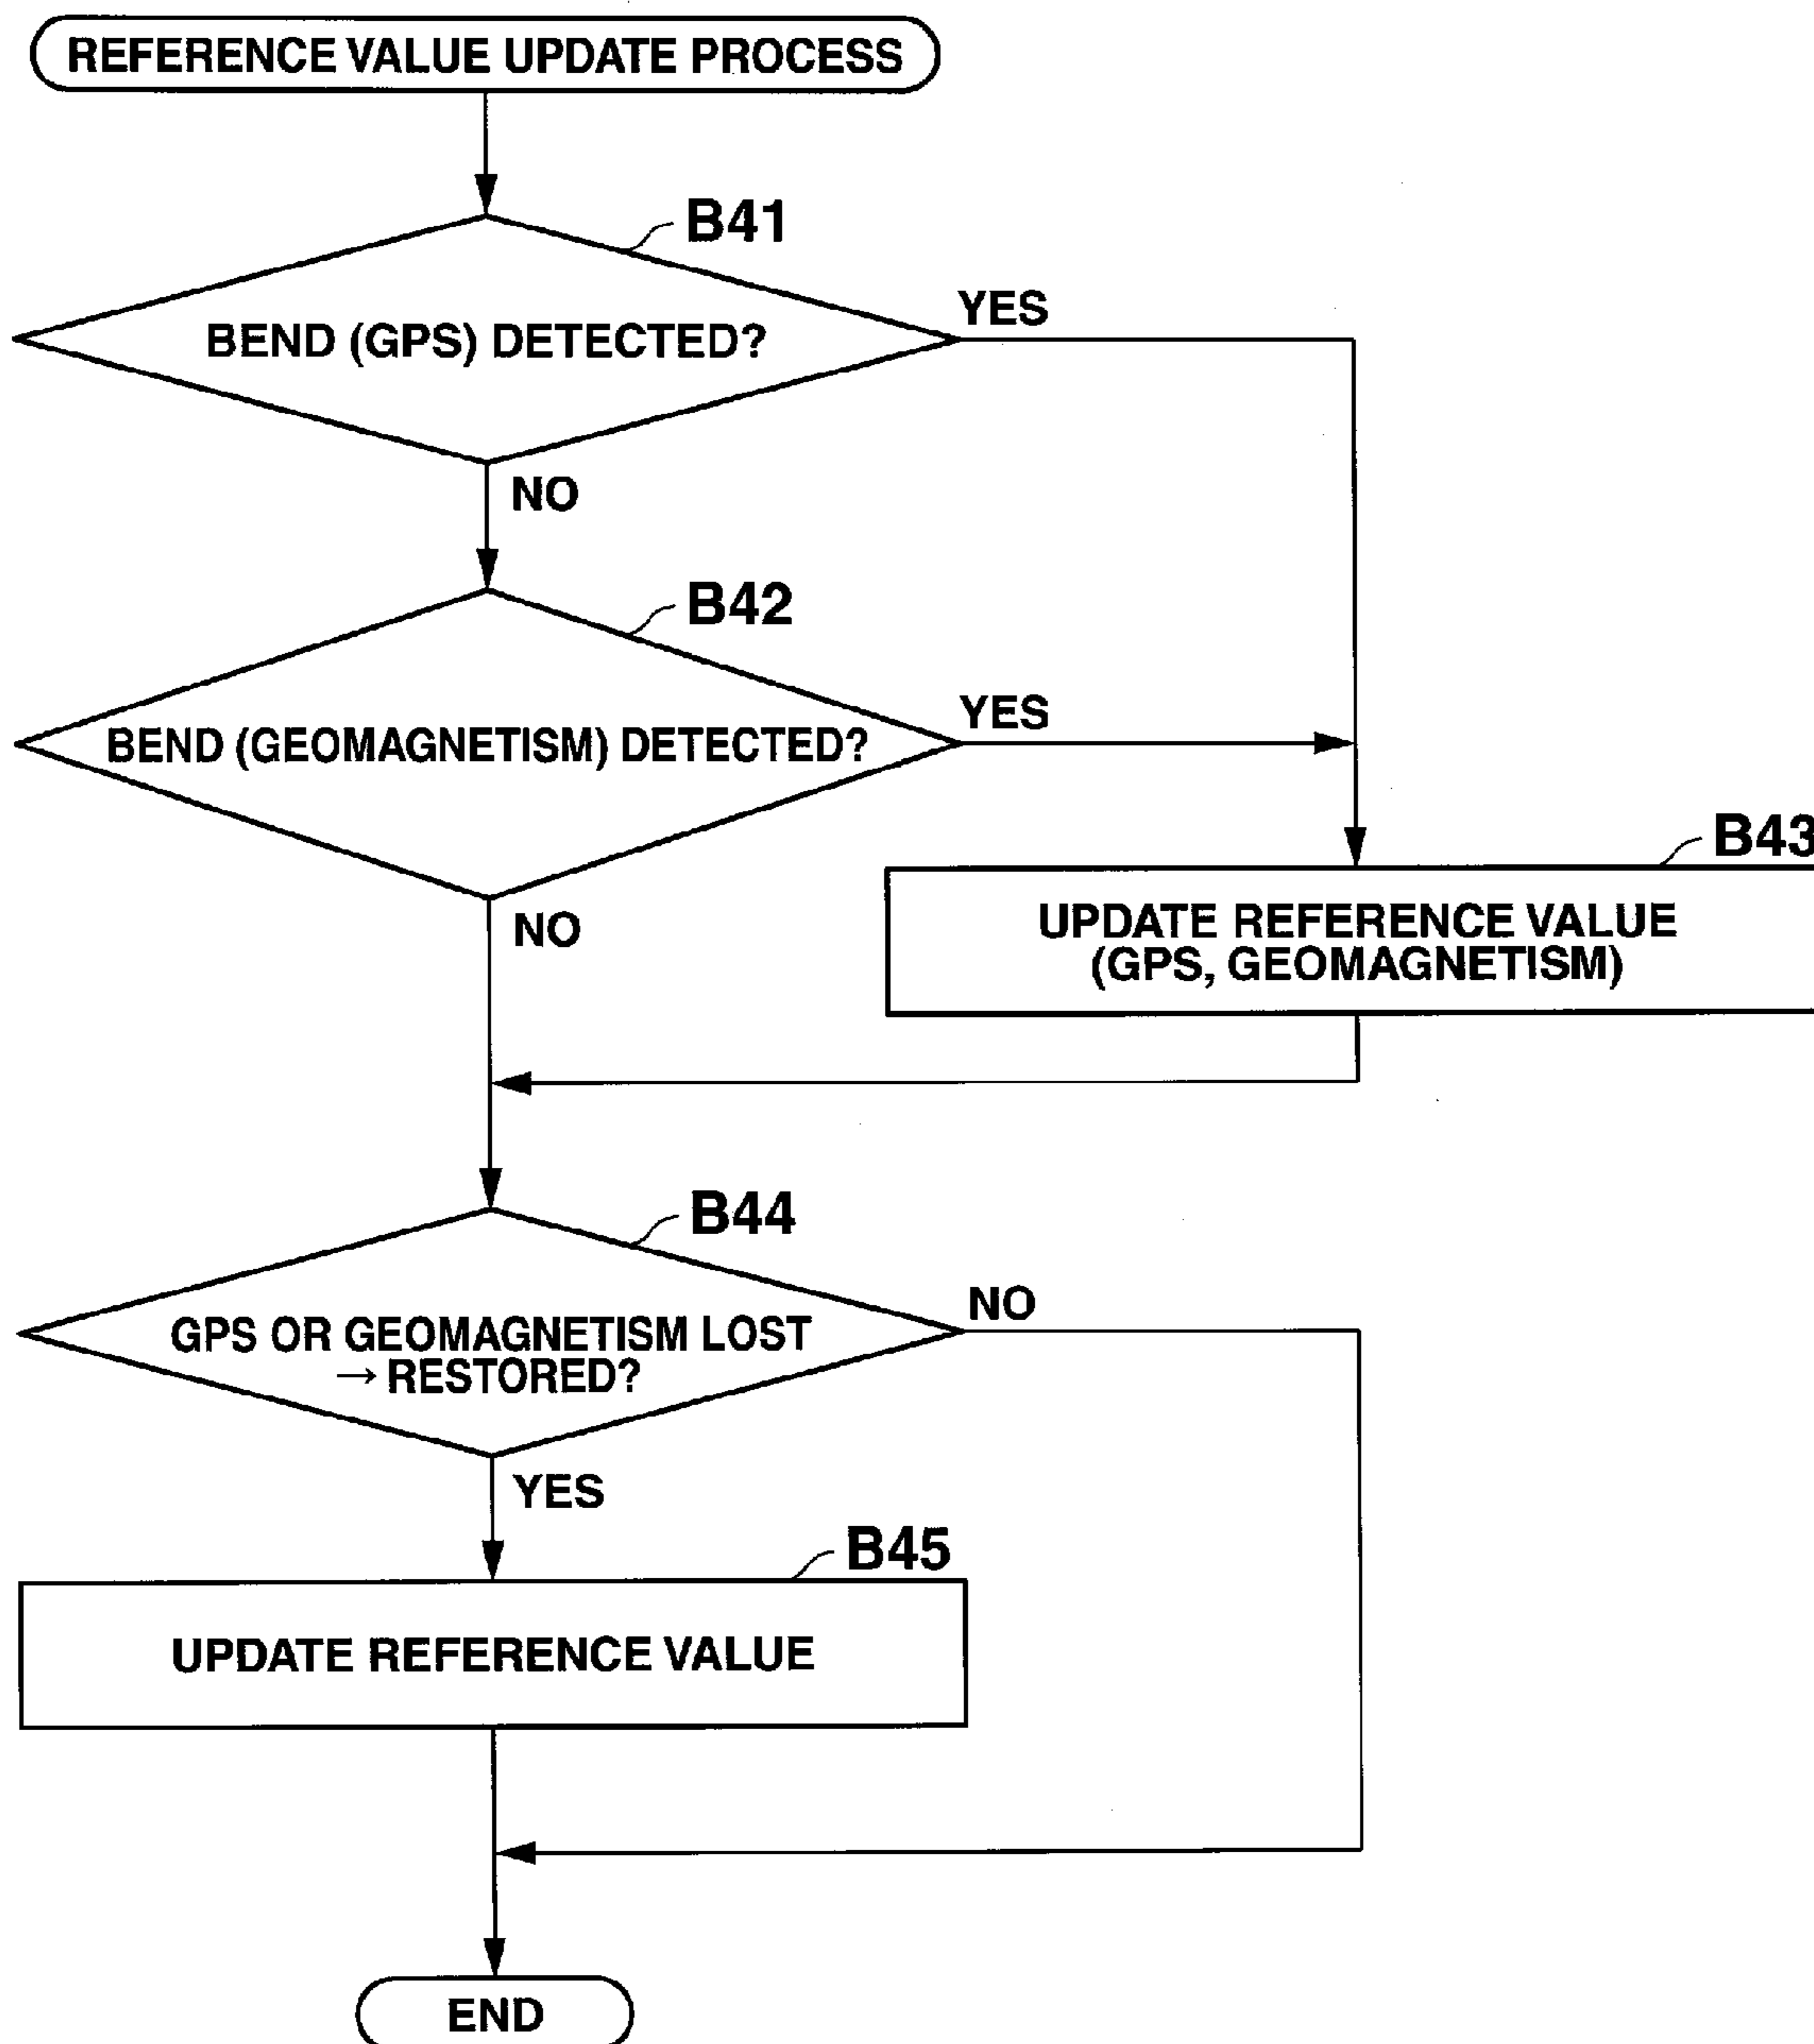 REFERENCE VALUE UPDATE PROCESS
B41
BEND (GPS) DETECTED?
YES
NO
B42
BEND (GEOMAGNETISM) DETECTED?
YES
NO
B43
UPDATE REFERENCE VALUE
(GPS, GEOMAGNETISM)
B44
GPS OR GEOMAGNETISM LOST
→ RESTORED?
NO
YES
B45
UPDATE REFERENCE VALUE
END